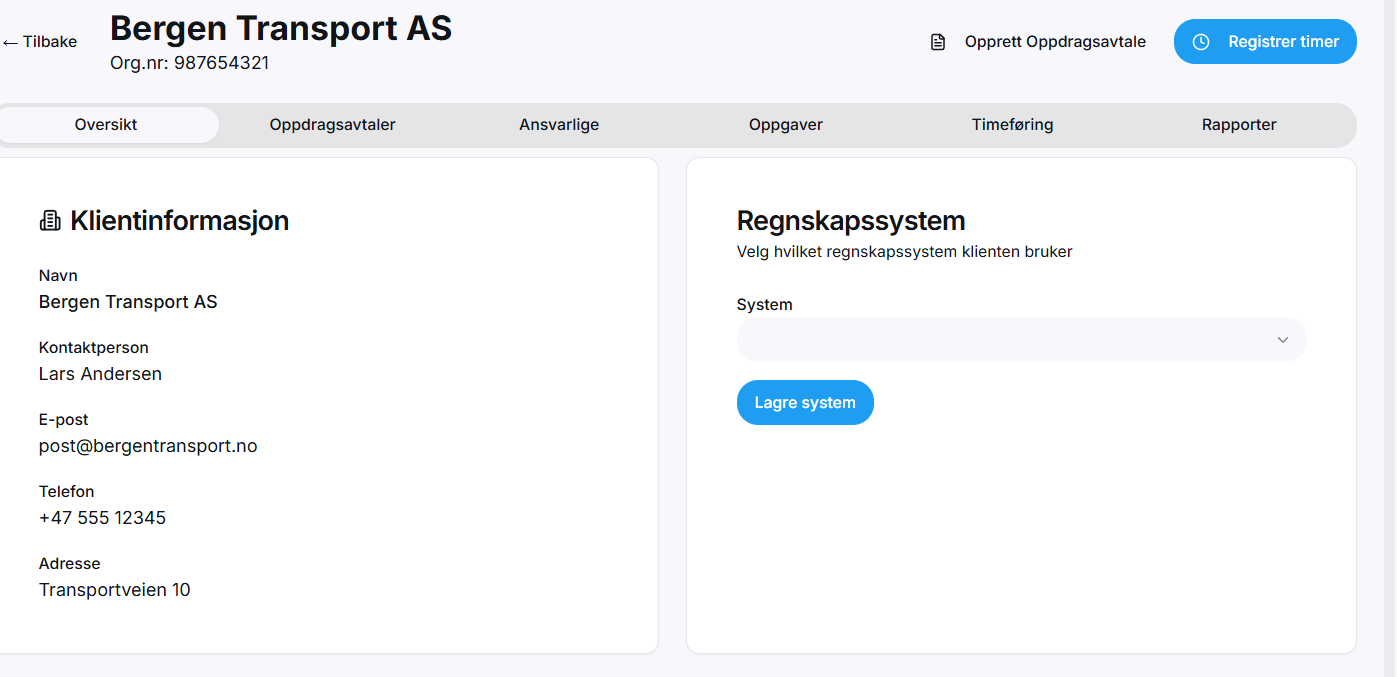 ← Tilbake
Bergen Transport AS
Org.nr: 987654321
Opprett Oppdragsavtale
Registrer timer
Oversikt
Oppdragsavtaler
Ansvarlige
Oppgaver
Timeføring
Rapporter
Klientinformasjon
Navn
Bergen Transport AS
Kontaktperson
Lars Andersen
E-post
post@bergentransport.no
Telefon
+47 555 12345
Adresse
Transportveien 10
Regnskapssystem
Velg hvilket regnskapssystem klienten bruker
System
Lagre system